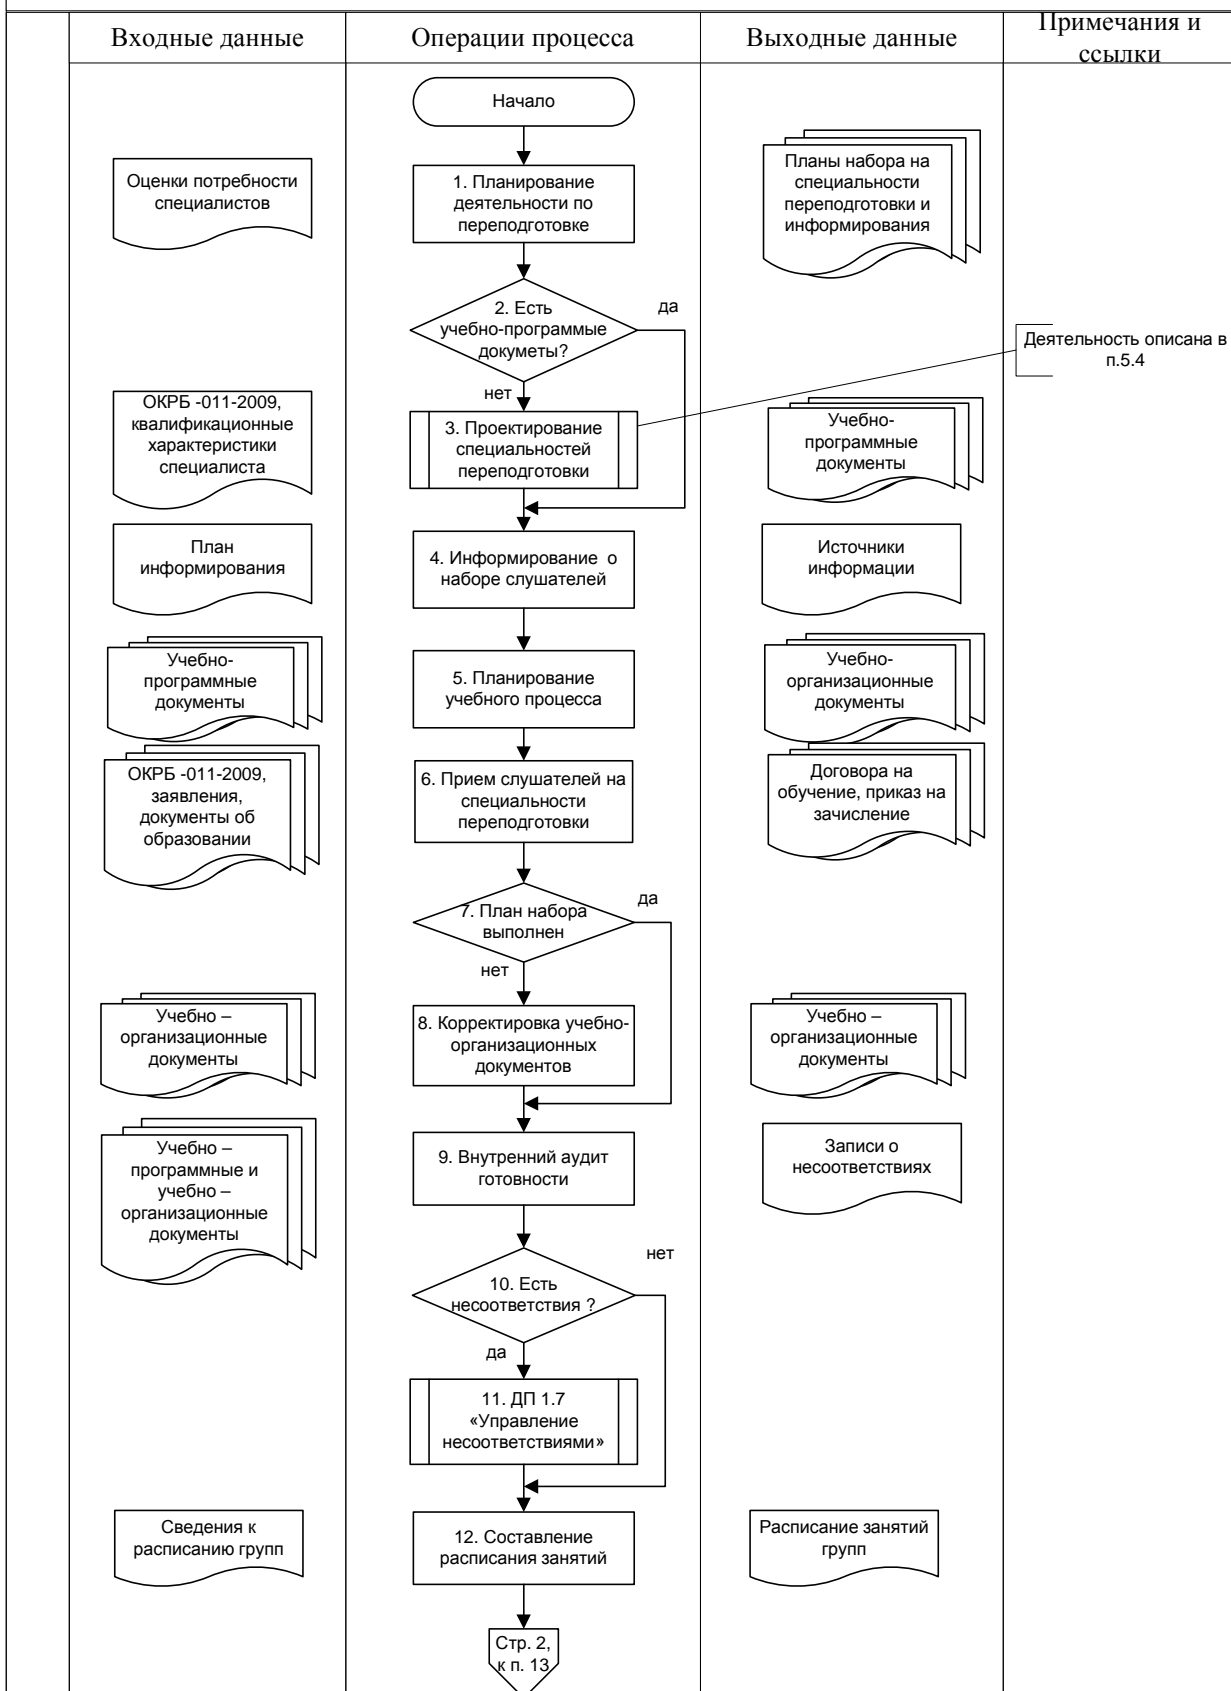 Входные данные
Операции процесса
Выходные данные
Примечания и
ссылки
Начало
Оценки потребности
специалистов
1. Планирование
деятельности по
переподготовке
Планы набора на
специальности
переподготовки и
информирования
2. Есть
учебно-программые
докуметы?
да
нет
Деятельность описана в
п.5.4
ОКРБ -011-2009,
квалификационные
характеристики
специалиста
3. Проектирование
специальностей
переподготовки
Учебно-
программные
документы
План
информирования
4. Информирование о
наборе слушателей
Источники
информации
Учебно-
программные
документы
5. Планирование
учебного процесса
Учебно-
организационные
документы
ОКРБ -011-2009,
заявления,
документы об
образовании
6. Прием слушателей на
специальности
переподготовки
Договора на
обучение, приказ на
зачисление
7. План набора
выполнен
да
нет
Учебно –
организационные
документы
8. Корректировка учебно-
организационных
документов
Учебно –
организационные
документы
Учебно –
программные и
учебно –
организационные
документы
9. Внутренний аудит
готовности
Записи о
несоответствиях
10. Есть
несоответствия ?
нет
да
11. ДП 1.7
«Управление
несоответствиями»
Сведения к
расписанию групп
12. Составление
расписания занятий
Расписание занятий
групп
Стр. 2,
к п. 13